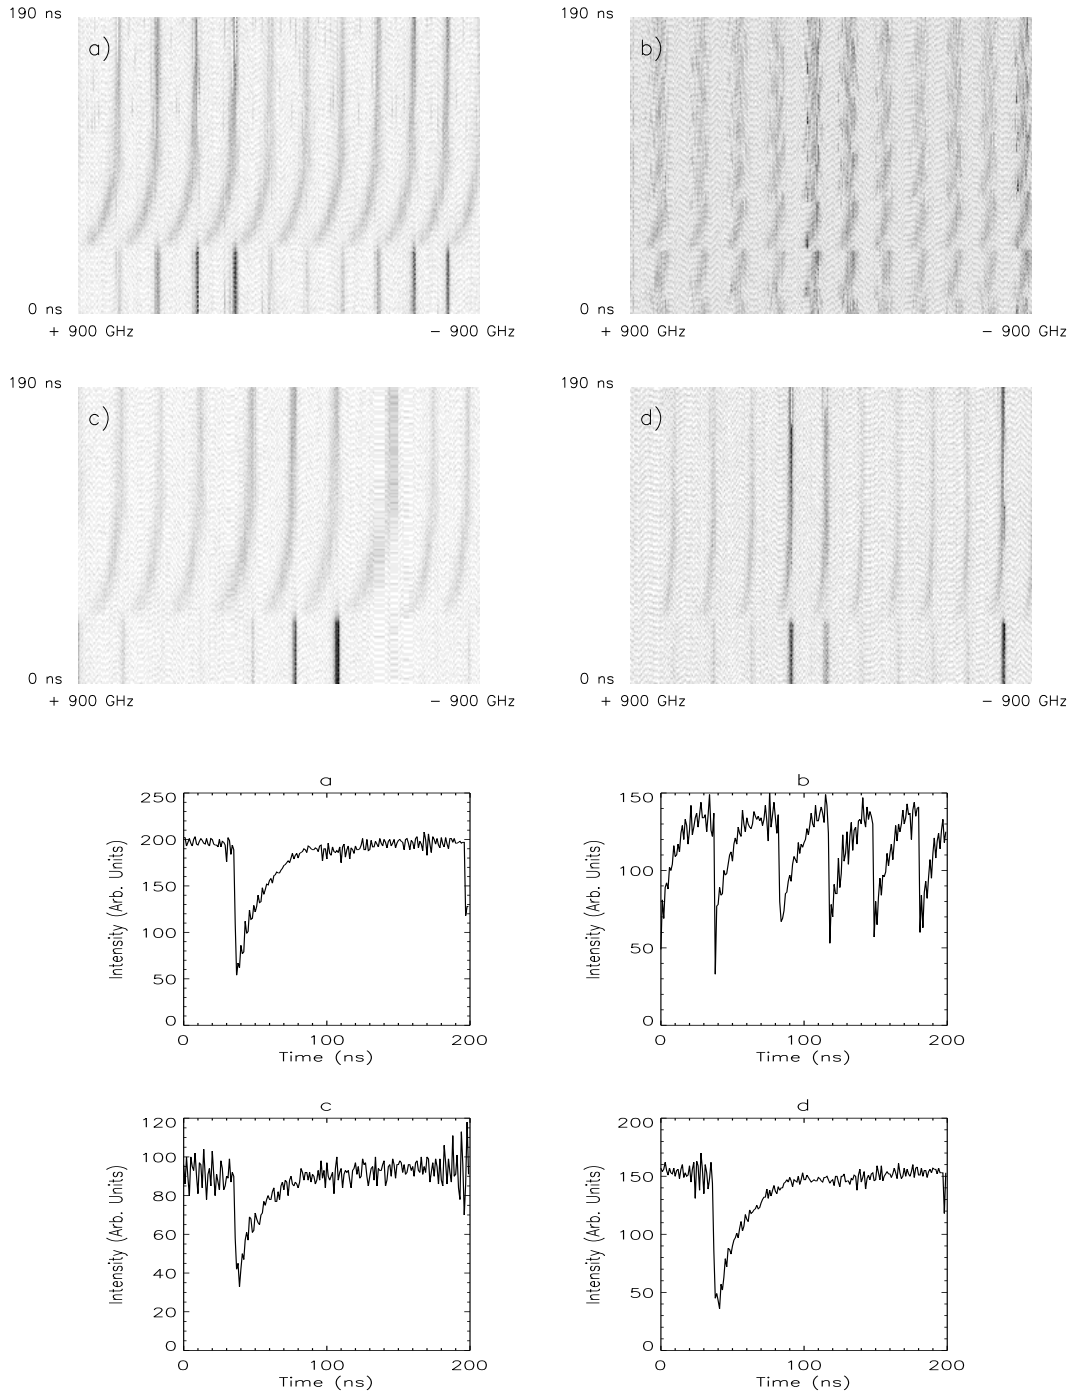 190 ns
a)
0 ns
+ 900 GHz
− 900 GHz
190 ns
b)
0 ns
+ 900 GHz
− 900 GHz
190 ns
c)
0 ns
+ 900 GHz
− 900 GHz
190 ns
d)
0 ns
+ 900 GHz
− 900 GHz
a
250
200
150
100
50
0
Intensity (Arb. Units)
0
100
200
Time (ns)
b
150
100
50
0
Intensity (Arb. Units)
0
100
200
Time (ns)
c
120
100
80
60
40
20
0
Intensity (Arb. Units)
0
100
200
Time (ns)
d
200
150
100
50
0
Intensity (Arb. Units)
0
100
200
Time (ns)